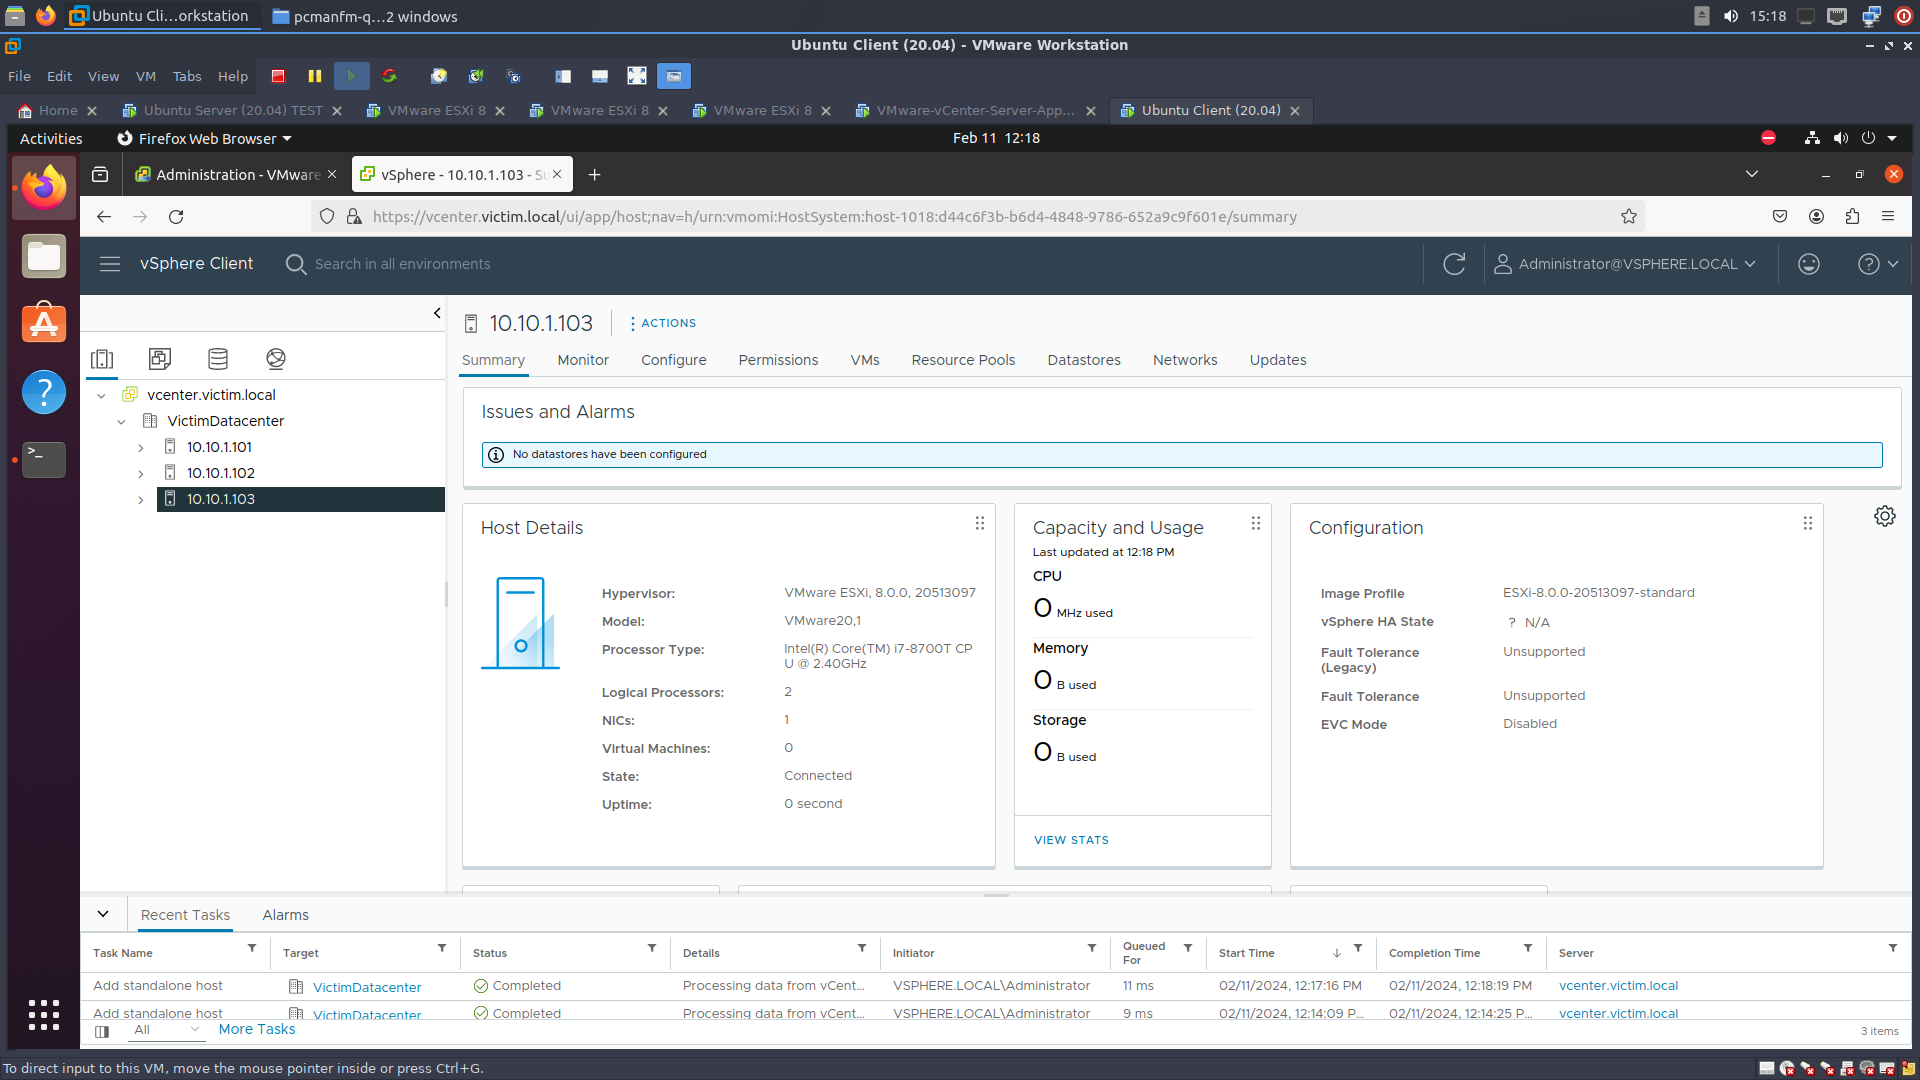 Ubuntu Cli...orkstation
pcmanfm-q...2 windows
15:18
Ubuntu Client (20.04) - VMware Workstation
File Edit View VM Tabs Help
Home
Ubuntu Server (20.04) TEST
VMware ESXi 8
VMware ESXi 8
VMware ESXi 8
VMware-vCenter-Server-App...
Ubuntu Client (20.04)
Activities
Firefox Web Browser
Feb 11 12:18
Administration - VMware
vSphere - 10.10.1.103 - Su
https://vcenter.victim.local/ui/app/host;nav=h/urn:vmomi:HostSystem:host-1018:d44c6f3b-b6d4-4848-9786-652a9c9f601e/summary
vSphere Client
Search in all environments
Administrator@VSPHERE.LOCAL
vcenter.victim.local
VictimDatacenter
10.10.1.101
10.10.1.102
10.10.1.103
10.10.1.103
ACTIONS
Summary Monitor Configure Permissions VMs Resource Pools Datastores Networks Updates
Issues and Alarms
No datastores have been configured
Host Details
Hypervisor: VMware ESXi, 8.0.0, 20513097
Model: VMware20,1
Processor Type: Intel(R) Core(TM) i7-8700T CP
U @ 2.40GHz
Logical Processors: 2
NICs: 1
Virtual Machines: 0
State: Connected
Uptime: 0 second
Capacity and Usage
Last updated at 12:18 PM
CPU
0 MHz used
Memory
0 B used
Storage
0 B used
VIEW STATS
Configuration
Image Profile ESXi-8.0.0-20513097-standard
vSphere HA State ? N/A
Fault Tolerance Unsupported
(Legacy)
Fault Tolerance Unsupported
EVC Mode Disabled
Recent Tasks Alarms
Task Name Target Status Details Initiator Queued For Start Time Completion Time Server
Add standalone host VictimDatacenter Completed Processing data from vCent... VSPHERE.LOCAL\Administrator 11 ms 02/11/2024, 12:17:16 PM 02/11/2024, 12:18:19 PM vcenter.victim.local
Add standalone host VictimDatacenter Completed Processing data from vCent... VSPHERE.LOCAL\Administrator 9 ms 02/11/2024, 12:14:09 P... 02/11/2024, 12:14:25 P... vcenter.victim.local
All More Tasks
3 items
To direct input to this VM, move the mouse pointer inside or press Ctrl+G.